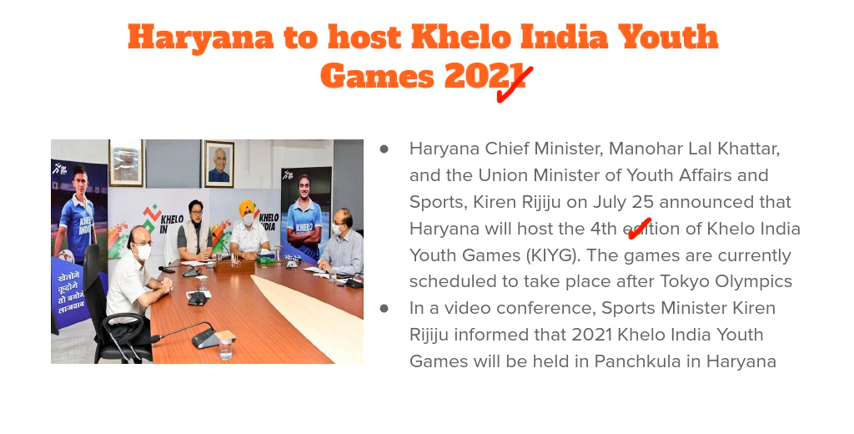 Haryana to host Khelo India Youth
Games 2021
● Haryana Chief Minister, Manohar Lal Khattar,
and the Union Minister of Youth Affairs and
Sports, Kiren Rijiju on July 25 announced that
Haryana will host the 4th edition of Khelo India
Youth Games (KIYG). The games are currently
scheduled to take place after Tokyo Olympics
● In a video conference, Sports Minister Kiren
Rijiju informed that 2021 Khelo India Youth
Games will be held in Panchkula in Haryana
KHELO
INDIA
KHELO
INDIA
खेलोगे
कूदोगे
तो बनोगे
लाजवाब